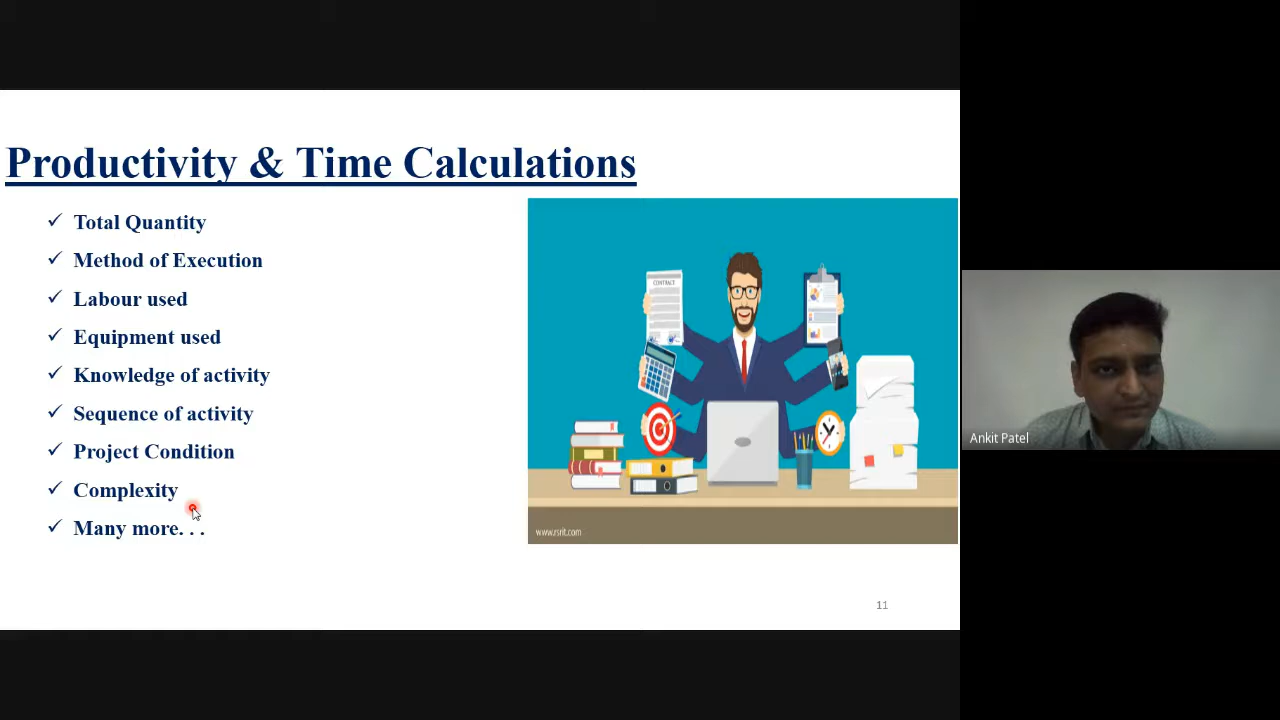 Productivity & Time Calculations
✓ Total Quantity
✓ Method of Execution
✓ Labour used
✓ Equipment used
✓ Knowledge of activity
✓ Sequence of activity
✓ Project Condition
✓ Complexity
✓ Many more. . .
CONTRACT
www.rsrit.com
11
Ankit Patel